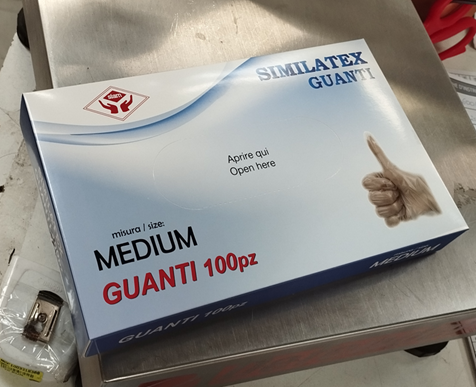 SIMILATEX
GUANTI
Aprire qui
Open here
misura / size:
MEDIUM
GUANTI 100pz
GUANTI 100pz
MEDIUM